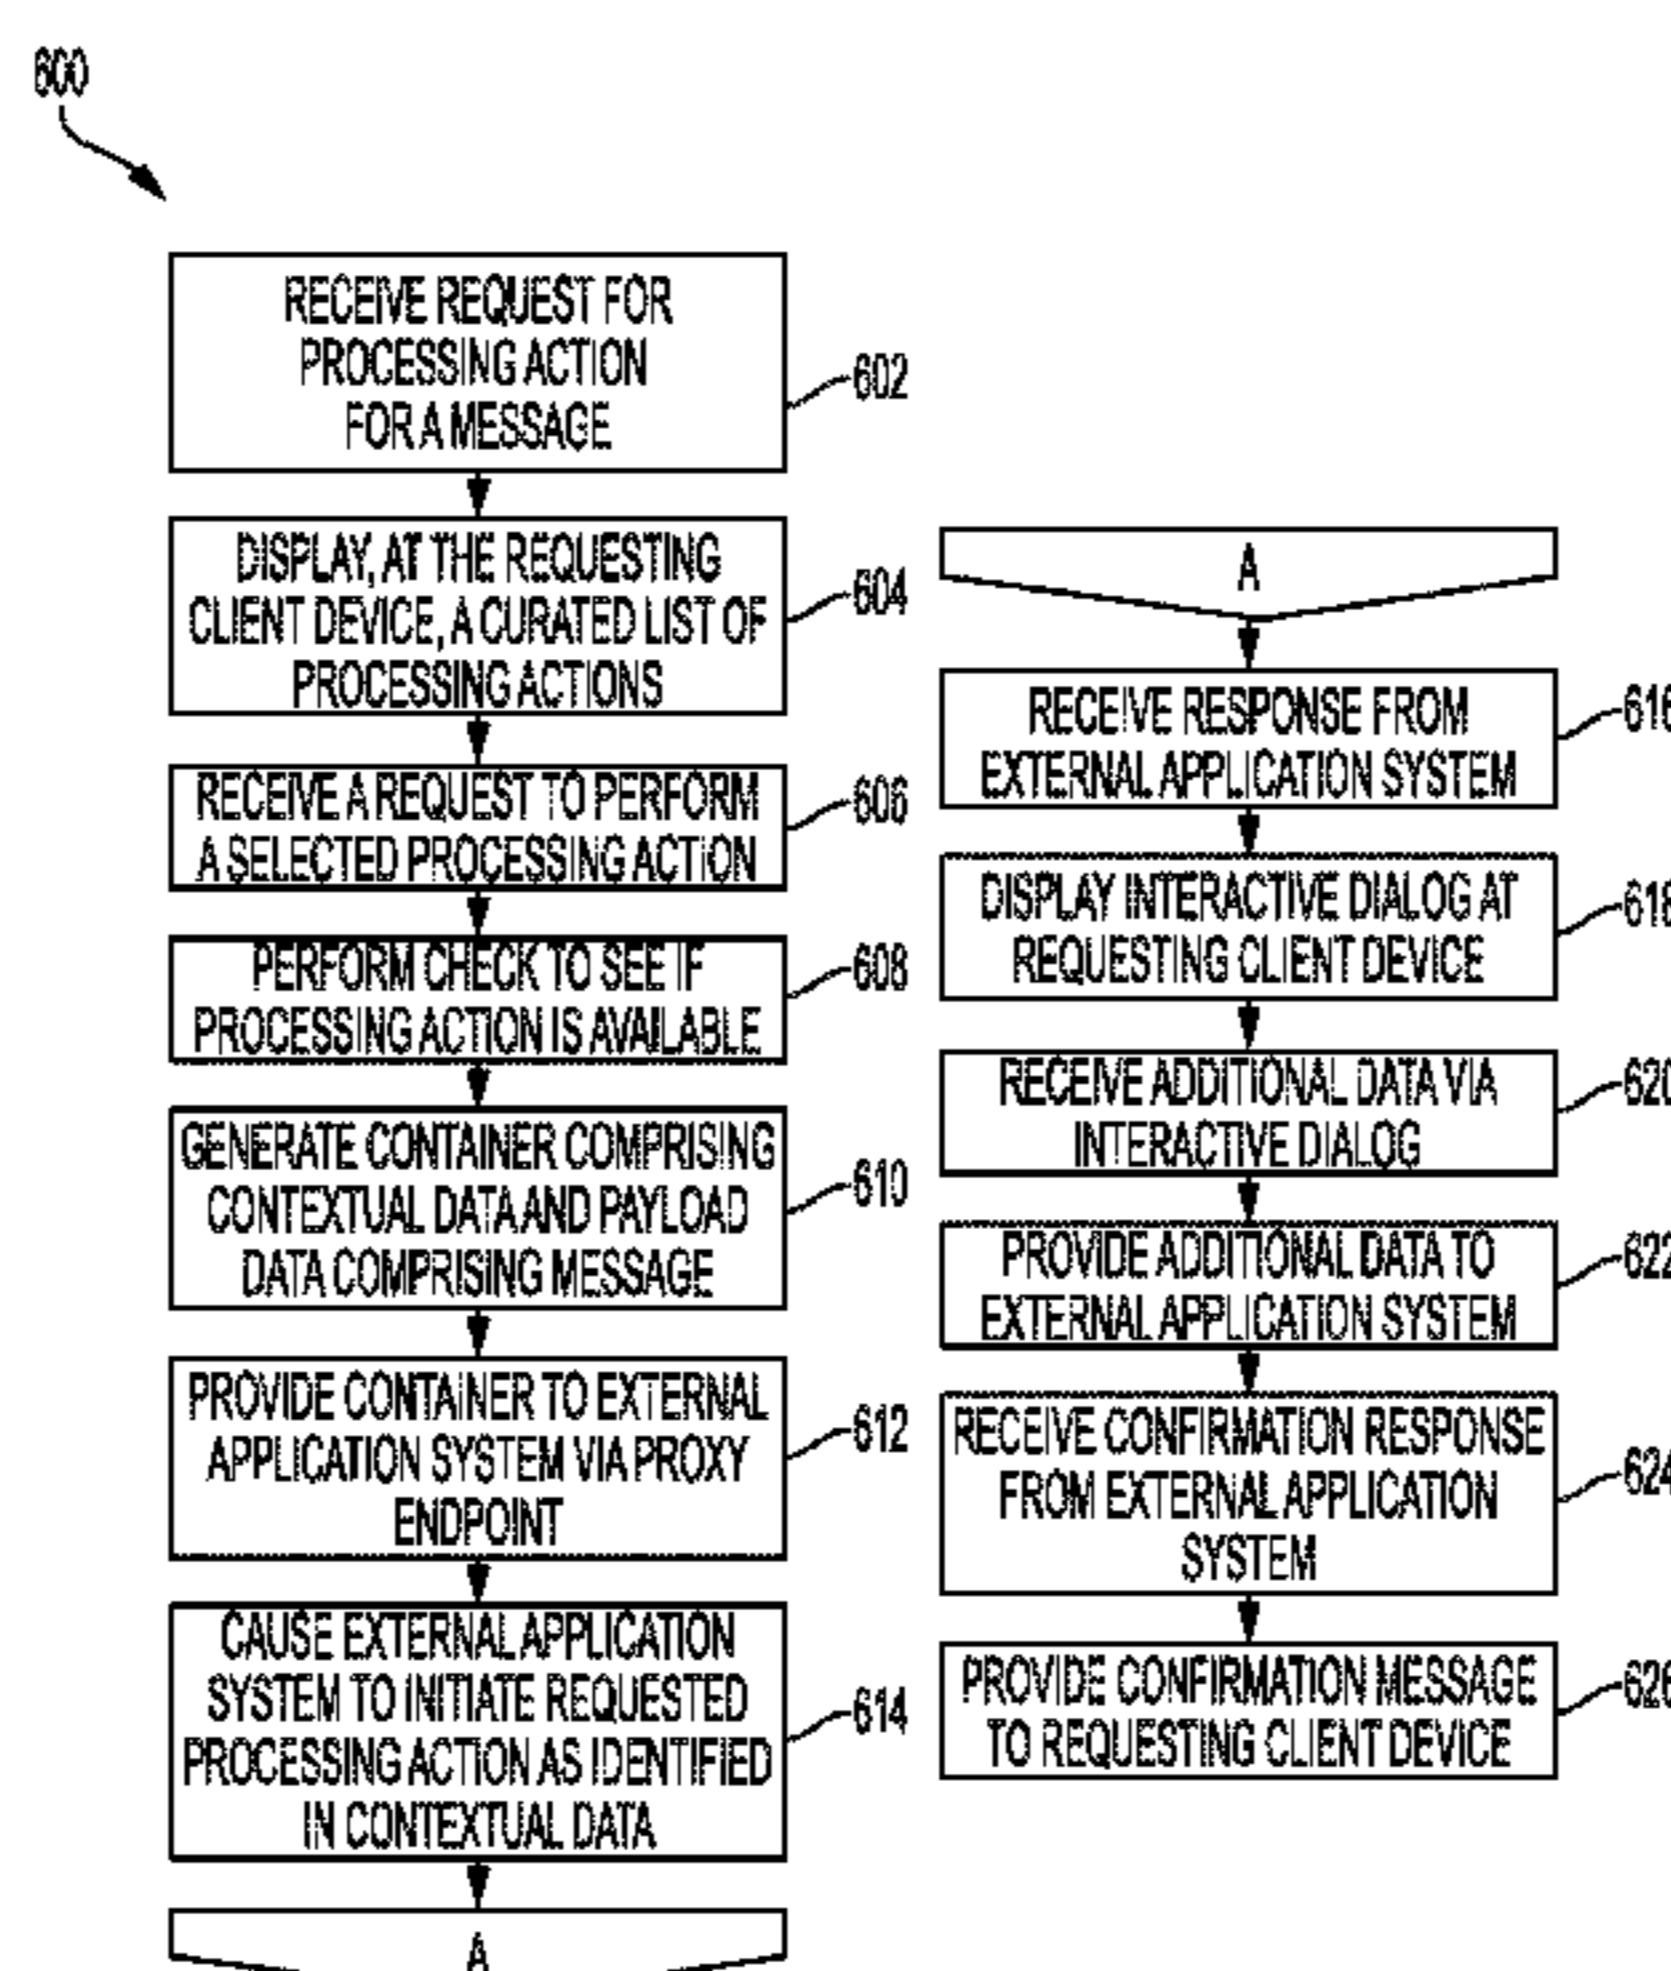 600
RECEIVE REQUEST FOR
PROCESSING ACTION
FOR A MESSAGE
602
DISPLAY, AT THE REQUESTING
CLIENT DEVICE, A CURATED LIST OF
PROCESSING ACTIONS
604
RECEIVE A REQUEST TO PERFORM
A SELECTED PROCESSING ACTION
606
PERFORM CHECK TO SEE IF
PROCESSING ACTION IS AVAILABLE
608
GENERATE CONTAINER COMPRISING
CONTEXTUAL DATA AND PAYLOAD
DATA COMPRISING MESSAGE
610
PROVIDE CONTAINER TO EXTERNAL
APPLICATION SYSTEM VIA PROXY
ENDPOINT
612
CAUSE EXTERNAL APPLICATION
SYSTEM TO INITIATE REQUESTED
PROCESSING ACTION AS IDENTIFIED
IN CONTEXTUAL DATA
614
A
A
RECEIVE RESPONSE FROM
EXTERNAL APPLICATION SYSTEM
616
DISPLAY INTERACTIVE DIALOG AT
REQUESTING CLIENT DEVICE
618
RECEIVE ADDITIONAL DATA VIA
INTERACTIVE DIALOG
620
PROVIDE ADDITIONAL DATA TO
EXTERNAL APPLICATION SYSTEM
622
RECEIVE CONFIRMATION RESPONSE
FROM EXTERNAL APPLICATION
SYSTEM
624
PROVIDE CONFIRMATION MESSAGE
TO REQUESTING CLIENT DEVICE
626